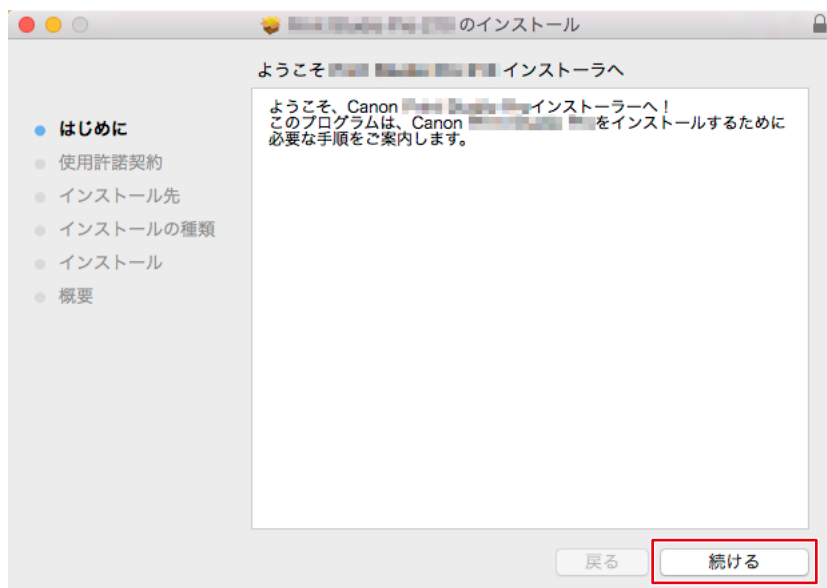 のインストール
ようこそ インストーラへ
はじめに
使用許諾契約
インストール先
インストールの種類
インストール
概要
ようこそ、Canon インストーラーへ！
このプログラムは、Canon をインストールするために
必要な手順をご案内します。
戻る
続ける